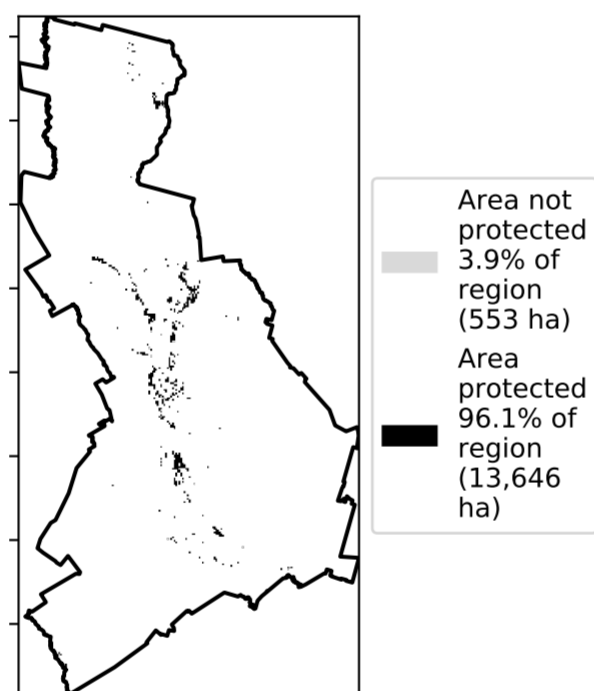 Area not
protected
3.9% of
region
(553 ha)
Area
protected
96.1% of
region
(13,646
ha)